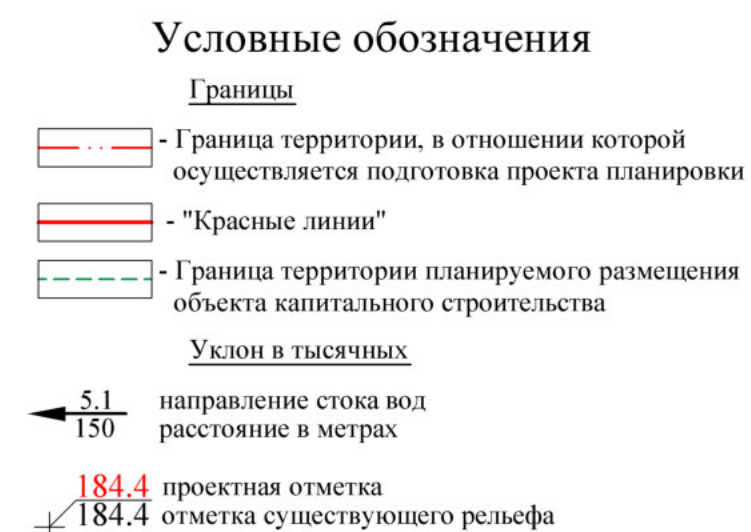 Условные обозначения
Границы
- Граница территории, в отношении которой
осуществляется подготовка проекта планировки
- "Красные линии"
- Граница территории планируемого размещения
объекта капитального строительства
Уклон в тысячных
5.1 направление стока вод
150 расстояние в метрах
184.4 проектная отметка
184.4 отметка существующего рельефа